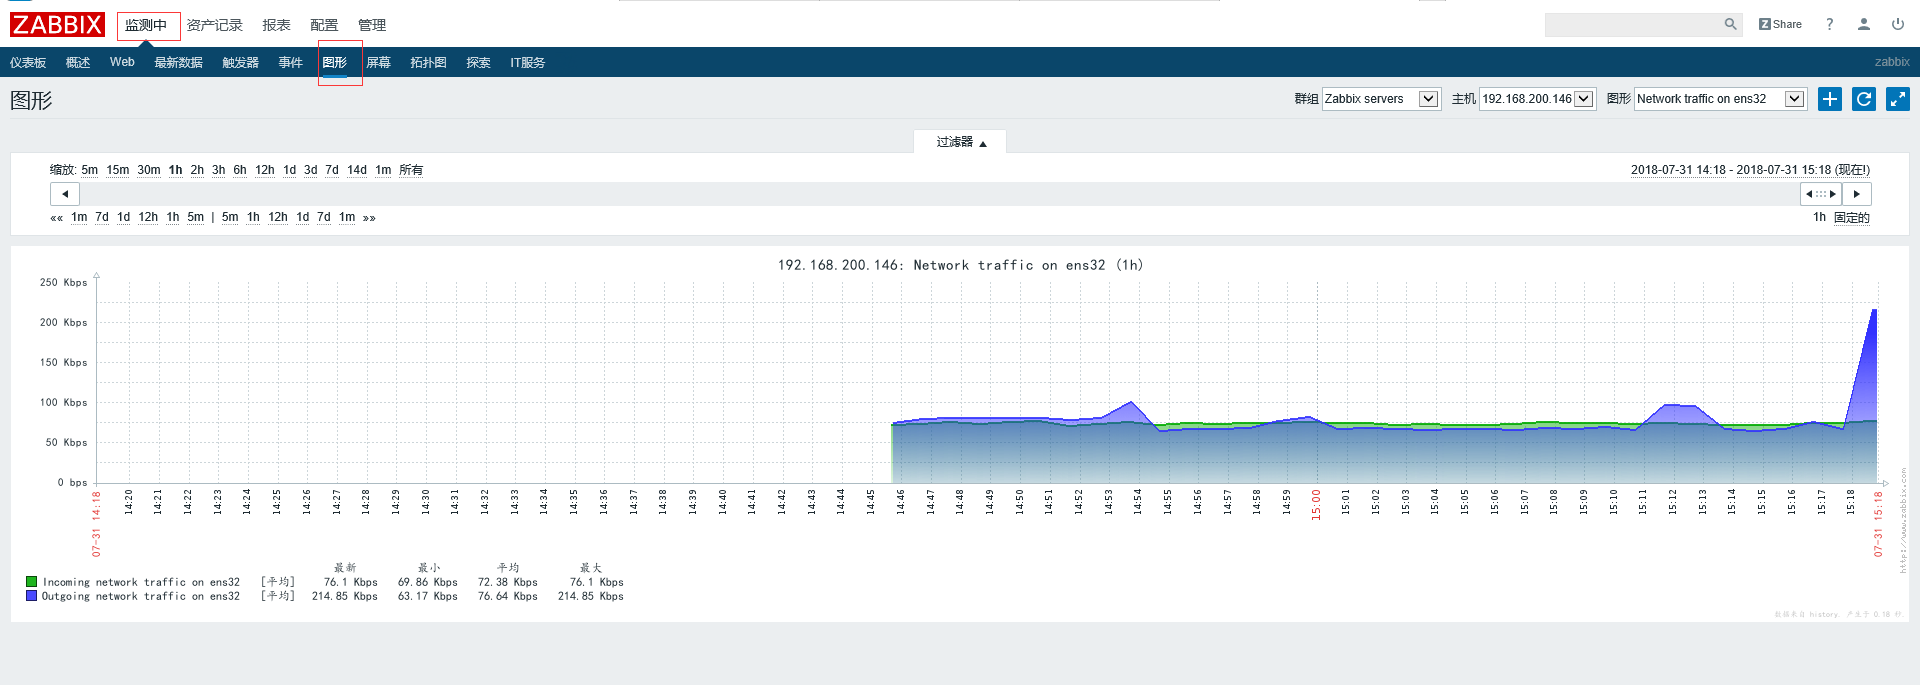 ZABBIX 监测中 资产记录 报表 配置 管理 Z Share ?
仪表板 概述 Web 最新数据 触发器 事件 图形 屏幕 拓扑图 探索 IT服务 zabbix
图形 群组 Zabbix servers 主机 192.168.200.146 图形 Network traffic on ens32
过滤器 ▲
缩放: 5m 15m 30m 1h 2h 3h 6h 12h 1d 3d 7d 14d 1m 所有 2018-07-31 14:18 - 2018-07-31 15:18 (现在!)
«« 1m 7d 1d 12h 1h 5m | 5m 1h 12h 1d 7d 1m »» 1h 固定的
192.168.200.146: Network traffic on ens32 (1h)
250 Kbps
200 Kbps
150 Kbps
100 Kbps
50 Kbps
0 bps
07-31 14:18 14:20 14:21 14:22 14:23 14:24 14:25 14:26 14:27 14:28 14:29 14:30 14:31 14:32 14:33 14:34 14:35 14:36 14:37 14:38 14:39 14:40 14:41 14:42 14:43 14:44 14:45 14:46 14:47 14:48 14:49 14:50 14:51 14:52 14:53 14:54 14:55 14:56 14:57 14:58 14:59 15:00 15:01 15:02 15:03 15:04 15:05 15:06 15:07 15:08 15:09 15:10 15:11 15:12 15:13 15:14 15:15 15:16 15:17 15:18 07-31 15:18
http://www.zabbix.com
最新 最小 平均 最大
Incoming network traffic on ens32 [平均] 76.1 Kbps 69.86 Kbps 72.38 Kbps 76.1 Kbps
Outgoing network traffic on ens32 [平均] 214.85 Kbps 63.17 Kbps 76.64 Kbps 214.85 Kbps
数据来自 history. 产生于 0.18 秒.